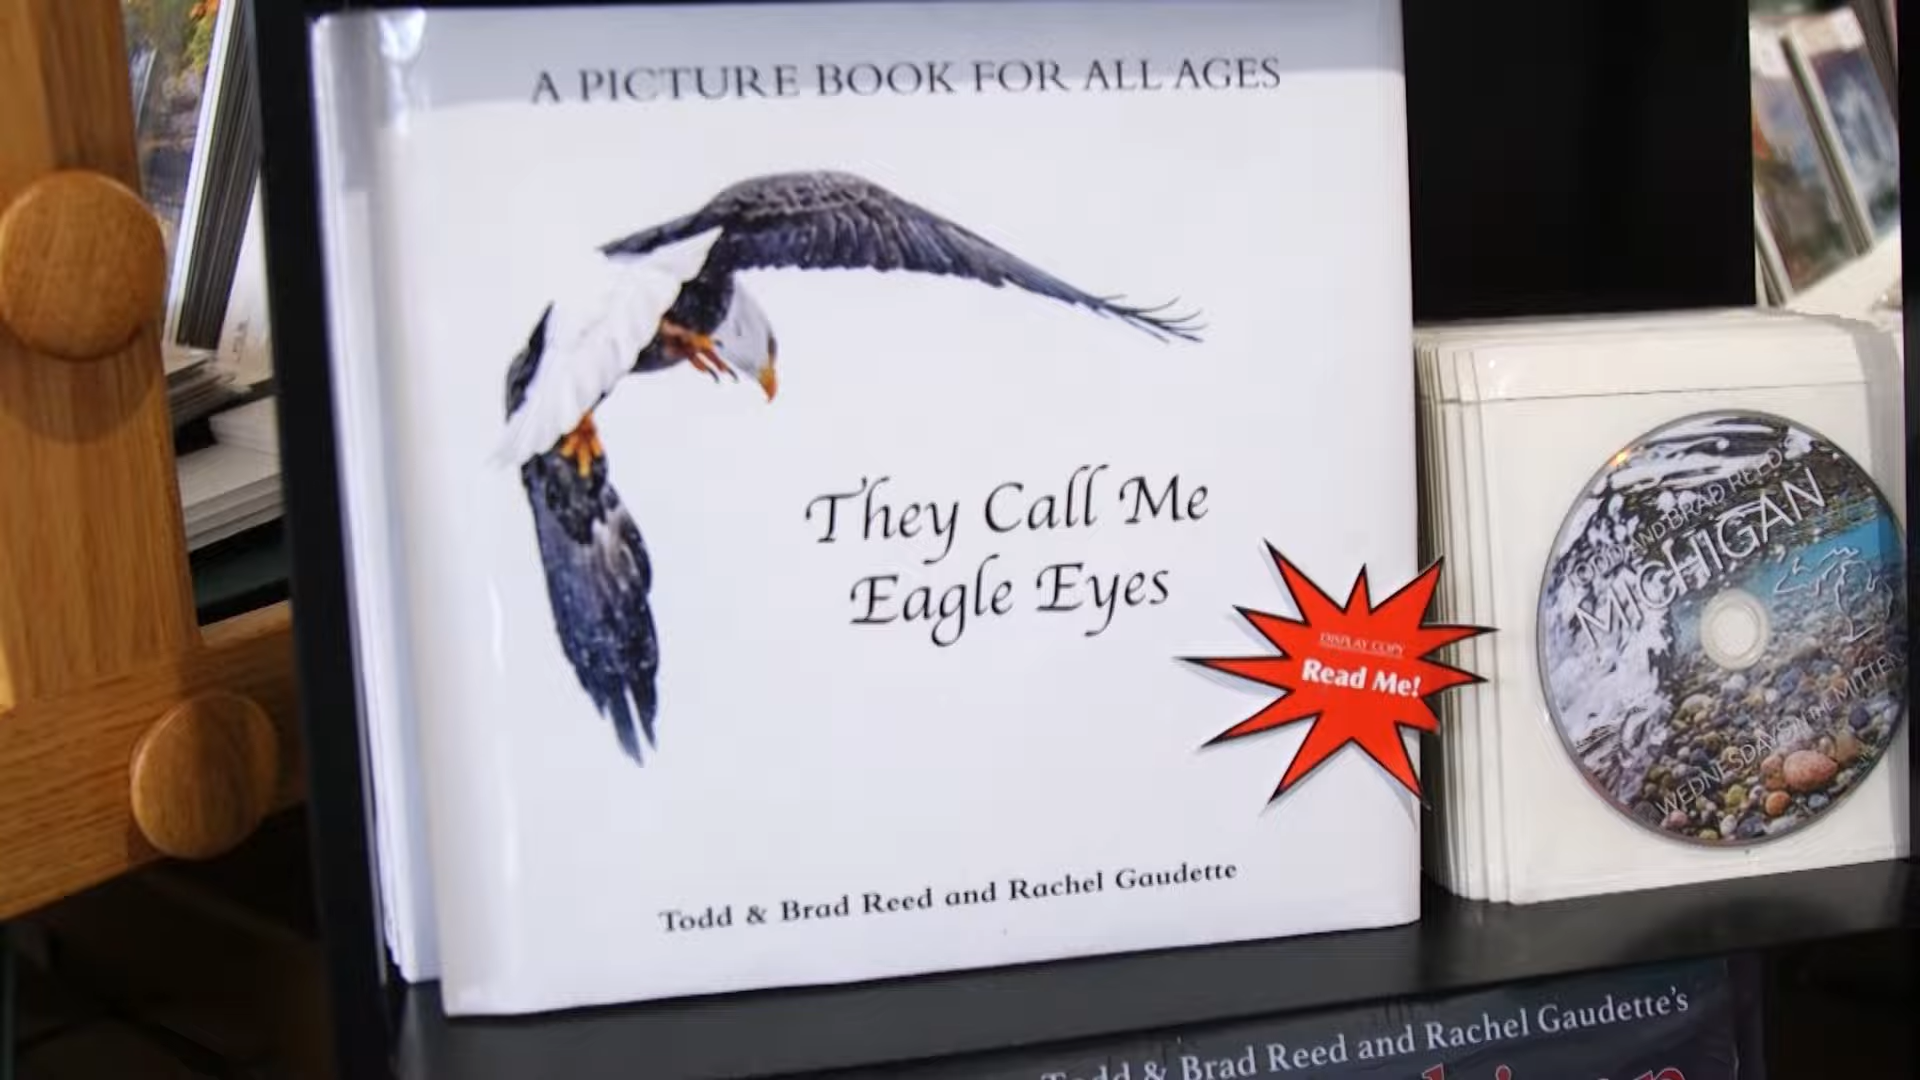 A PICTURE BOOK FOR ALL AGES
They Call Me
Eagle Eyes
DISPLAY COPY
Read Me!
Todd & Brad Reed and Rachel Gaudette
TODD AND BRAD REED'S
MICHIGAN
WEDNESDAYS IN THE MITTEN
Todd & Brad Reed and Rachel Gaudette's